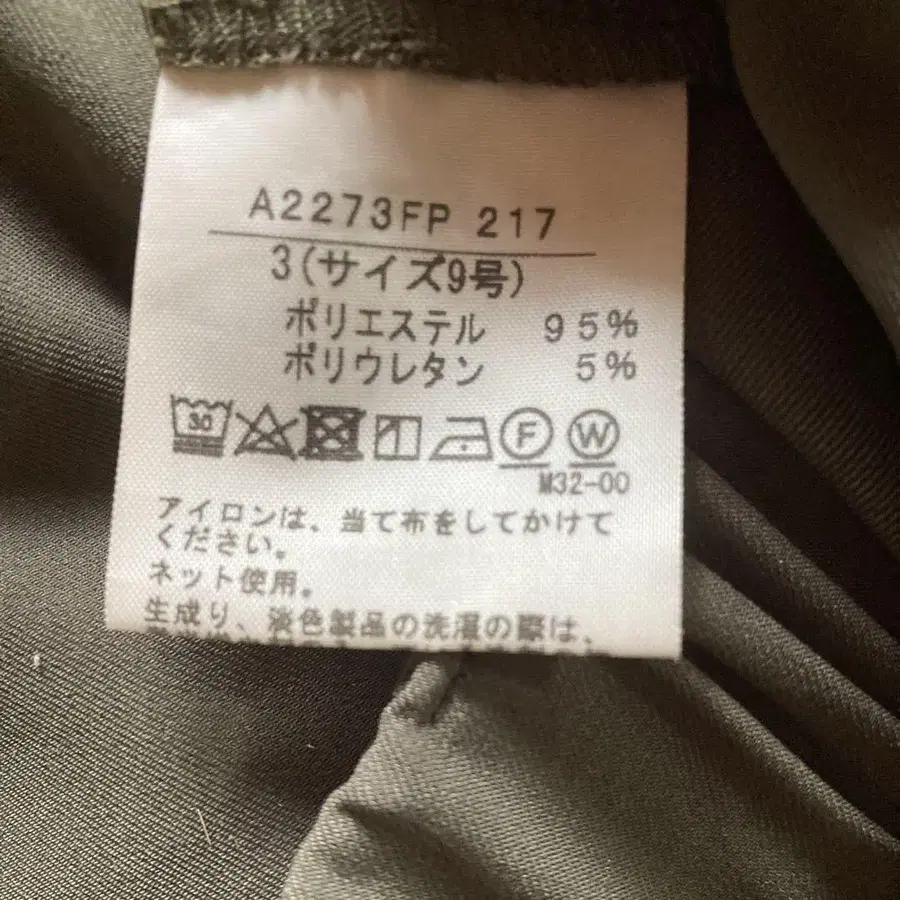 A2273FP 217
3(サイズ9号)
ポリエステル 95%
ポリウレタン 5%
30 F W
M32-00
アイロンは、当て布をしてかけて
ください。
ネット使用。
生成り、淡色製品の洗濯の際は、